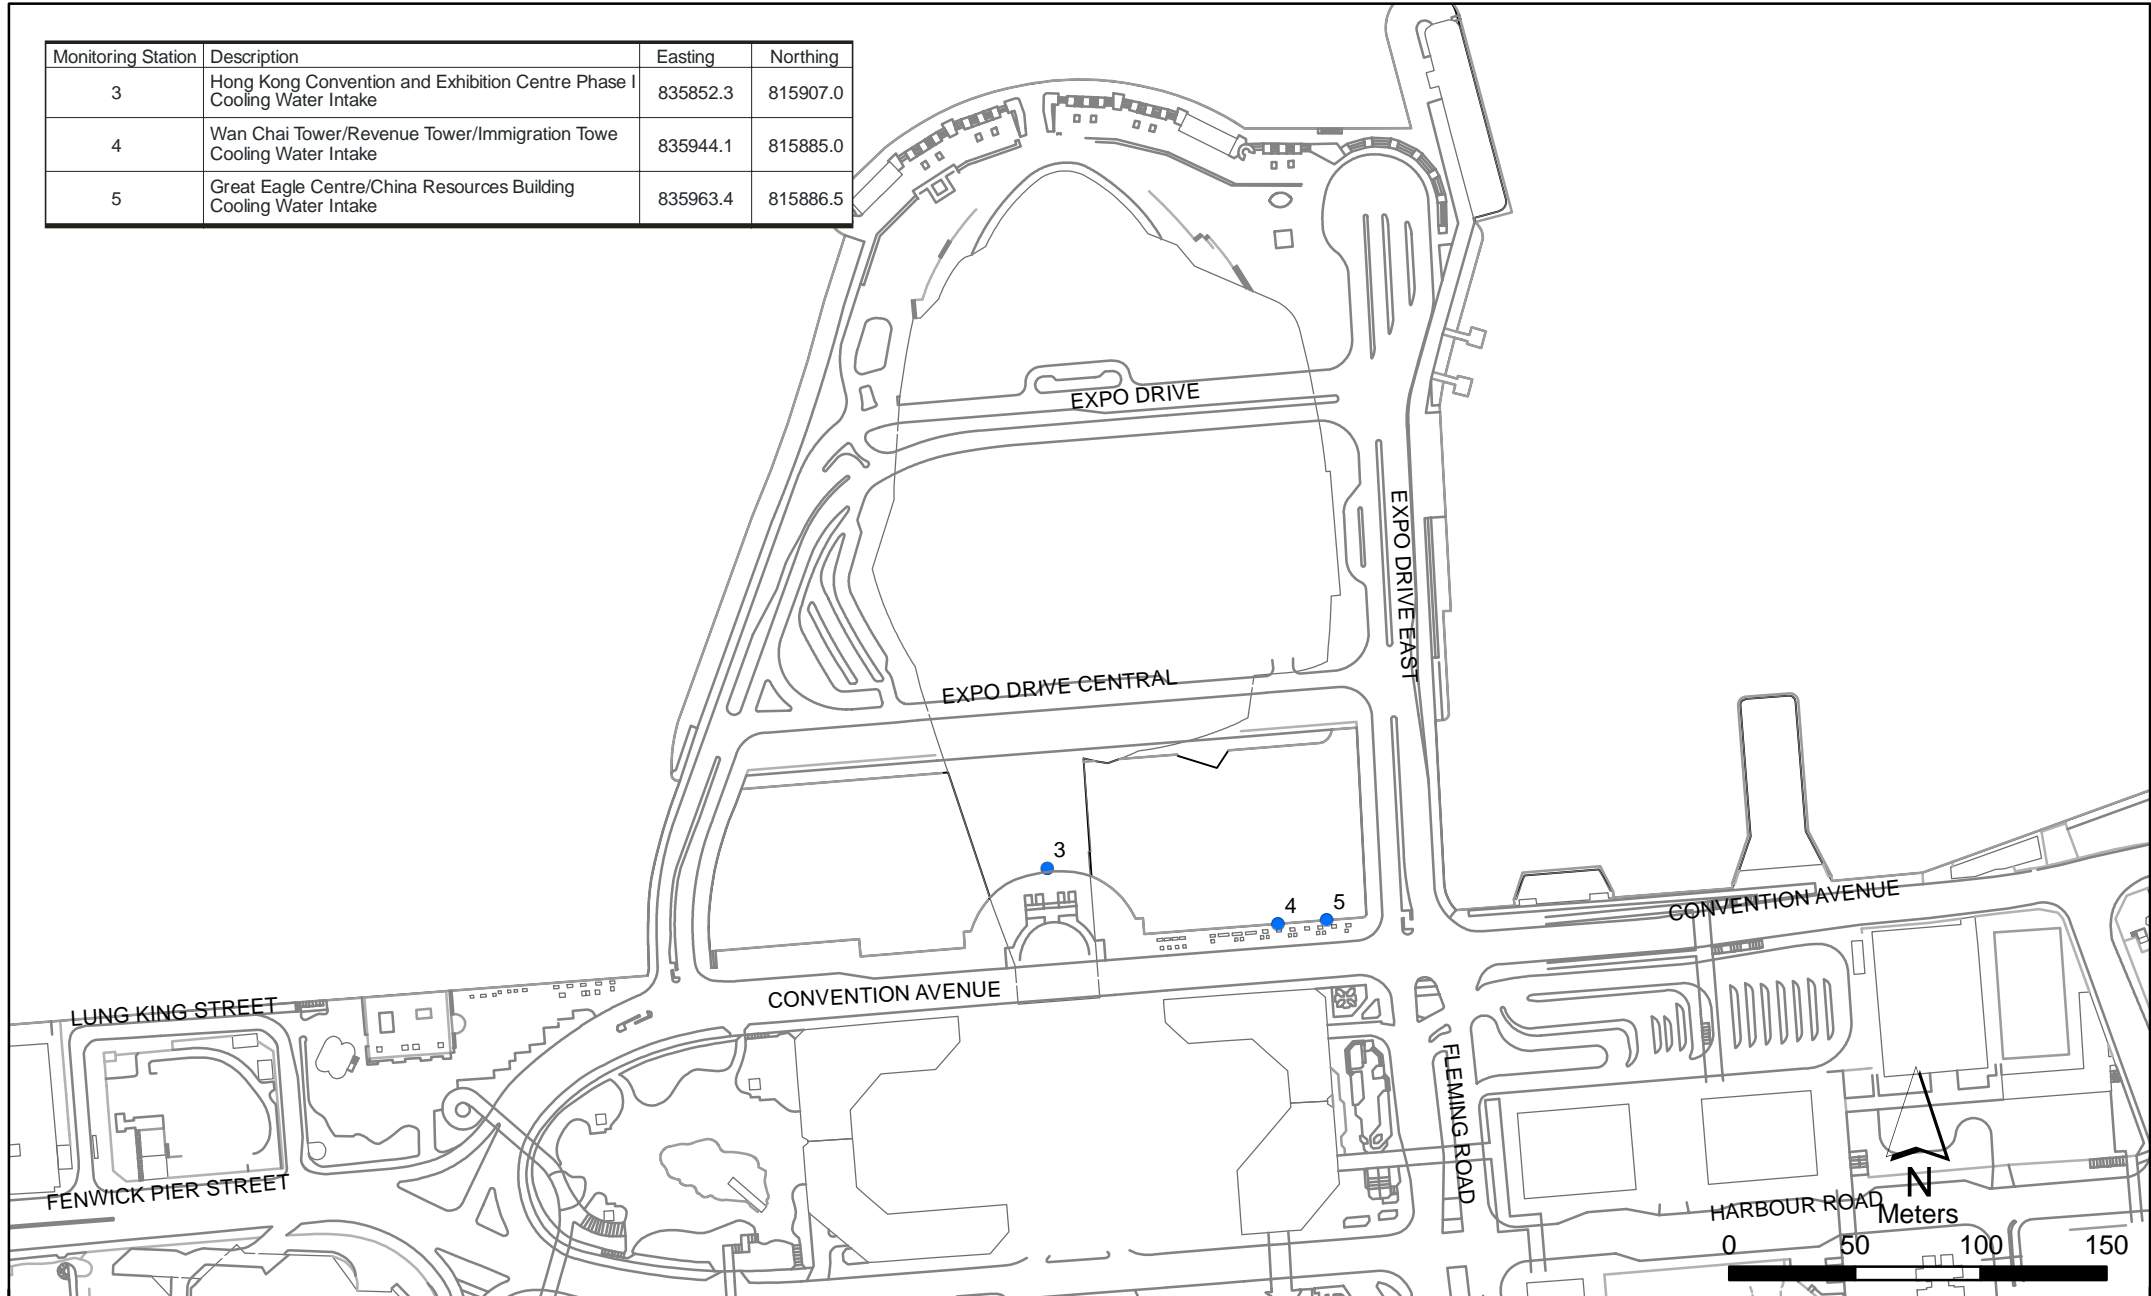 Monitoring Station Description Easting Northing
3 Hong Kong Convention and Exhibition Centre Phase I
Cooling Water Intake 835852.3 815907.0
4 Wan Chai Tower/Revenue Tower/Immigration Towe
Cooling Water Intake 835944.1 815885.0
5 Great Eagle Centre/China Resources Building
Cooling Water Intake 835963.4 815886.5
EXPO DRIVE
EXPO DRIVE EAST
EXPO DRIVE CENTRAL
3
4
5
CONVENTION AVENUE
CONVENTION AVENUE
LUNG KING STREET
FLEMING ROAD
FENWICK PIER STREET
HARBOUR ROAD
N
Meters
0 50 100 150